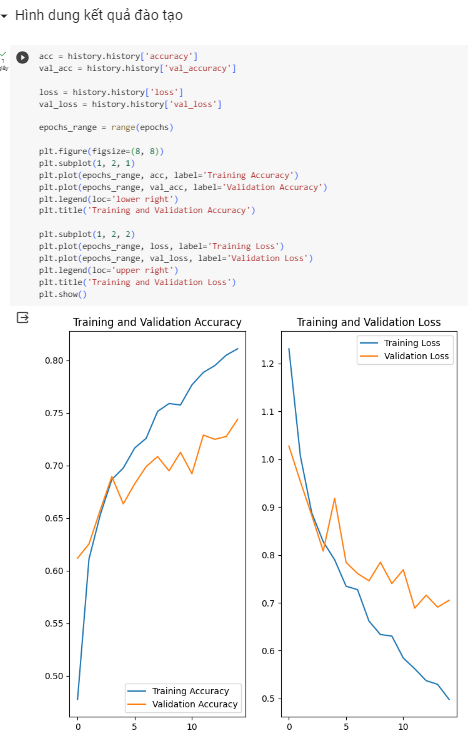 Hình dung kết quả đào tạo
acc = history.history['accuracy']
val_acc = history.history['val_accuracy']
loss = history.history['loss']
val_loss = history.history['val_loss']
epochs_range = range(epochs)
plt.figure(figsize=(8, 8))
plt.subplot(1, 2, 1)
plt.plot(epochs_range, acc, label='Training Accuracy')
plt.plot(epochs_range, val_acc, label='Validation Accuracy')
plt.legend(loc='lower right')
plt.title('Training and Validation Accuracy')
plt.subplot(1, 2, 2)
plt.plot(epochs_range, loss, label='Training Loss')
plt.plot(epochs_range, val_loss, label='Validation Loss')
plt.legend(loc='upper right')
plt.title('Training and Validation Loss')
plt.show()
Training and Validation Accuracy
0.80
0.75
0.70
0.65
0.60
0.55
0.50
Training Accuracy
Validation Accuracy
0 5 10
Training and Validation Loss
Training Loss
Validation Loss
1.2
1.1
1.0
0.9
0.8
0.7
0.6
0.5
0 5 10